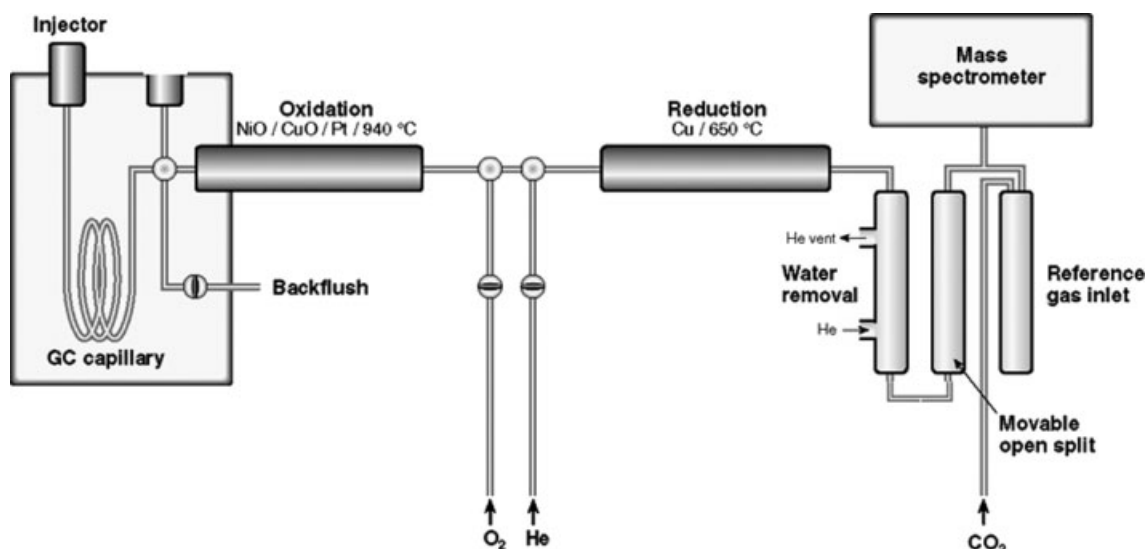 Injector
Oxidation
NiO / CuO / Pt / 940 °C
Reduction
Cu / 650 °C
Mass
spectrometer
Backflush
GC capillary
He vent
Water
removal
He
Reference
gas inlet
Movable
open split
O₂
He
CO₂